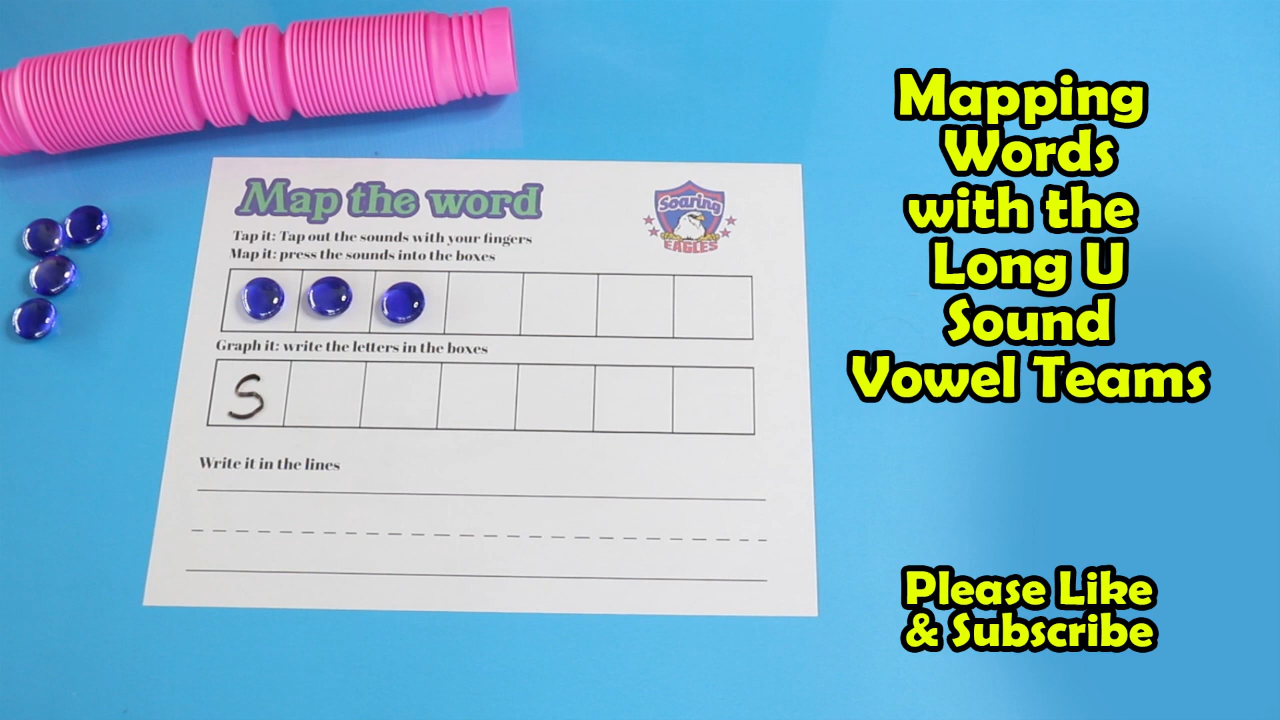 Map the word
Soaring
EAGLES
Tap it: Tap out the sounds with your fingers
Map it: press the sounds into the boxes
Graph it: write the letters in the boxes
S
Write it in the lines
Mapping
Words
with the
Long U
Sound
Vowel Teams
Please Like
& Subscribe